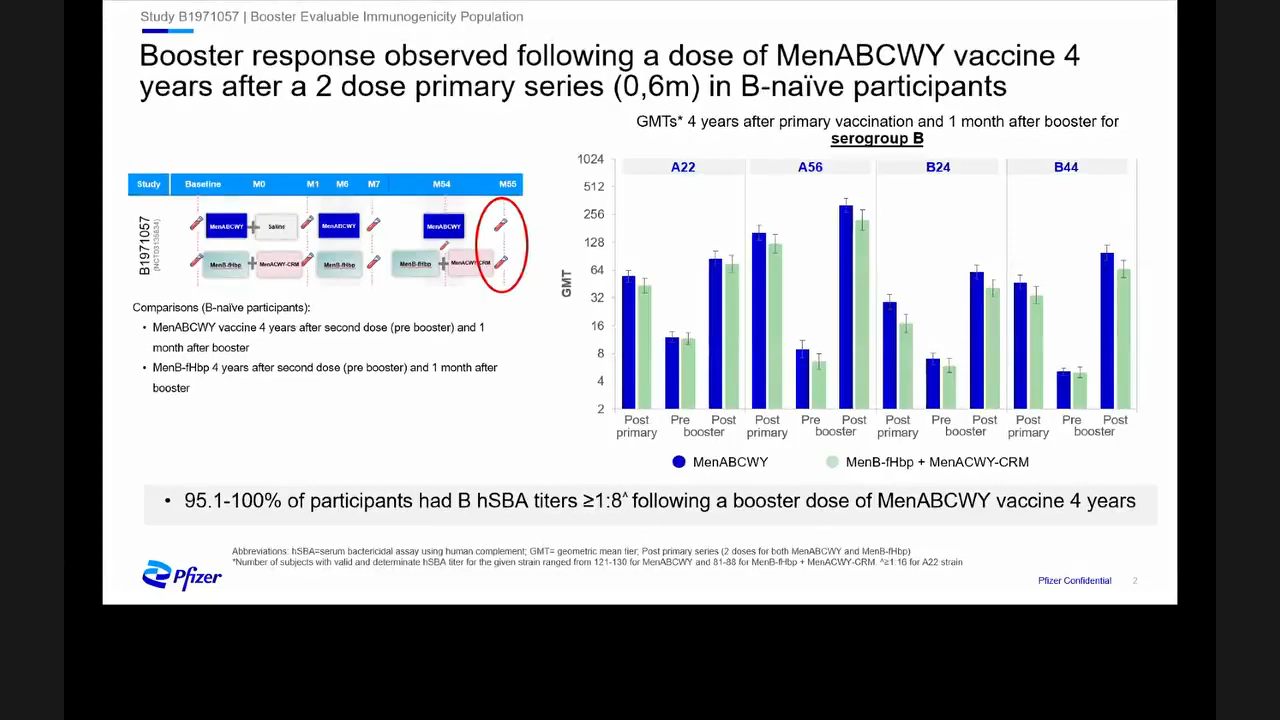 Study B1971057 | Booster Evaluable Immunogenicity Population
Booster response observed following a dose of MenABCWY vaccine 4
years after a 2 dose primary series (0,6m) in B-naïve participants
GMTs* 4 years after primary vaccination and 1 month after booster for
serogroup B
Study Baseline M0 M1 M6 M7 M54 M55
B1971057
[NCT03135834]
MenABCWY + Saline MenABCWY MenABCWY
MenB-fHbp + MenACWY-CRM MenB-fHbp MenB-fHbp + MenACWY-CRM
Comparisons (B-naïve participants):
• MenABCWY vaccine 4 years after second dose (pre booster) and 1
month after booster
• MenB-fHbp 4 years after second dose (pre booster) and 1 month after
booster
A22 A56 B24 B44
GMT
1024
512
256
128
64
32
16
8
4
2
Post Pre Post Post Pre Post Post Pre Post Post Pre Post
primary booster primary booster primary booster primary booster
MenABCWY MenB-fHbp + MenACWY-CRM
• 95.1-100% of participants had B hSBA titers ≥1:8^ following a booster dose of MenABCWY vaccine 4 years
Abbreviations: hSBA=serum bactericidal assay using human complement; GMT= geometric mean tier; Post primary series (2 doses for both MenABCWY and MenB-fHbp)
*Number of subjects with valid and determinate hSBA titer for the given strain ranged from 121-130 for MenABCWY and 81-88 for MenB-fHbp + MenACWY-CRM. ^≥1:16 for A22 strain
Pfizer
Pfizer Confidential 2